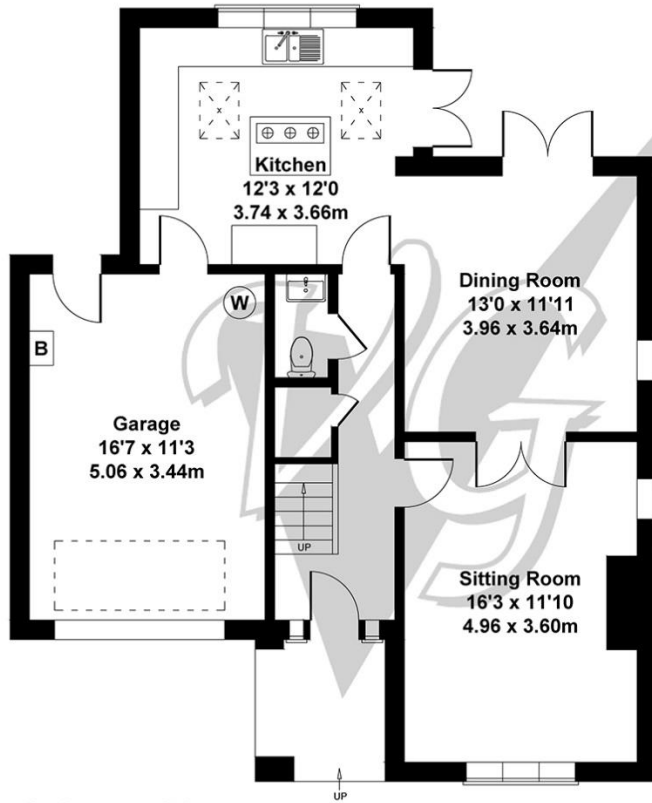 Kitchen
12'3 x 12'0
3.74 x 3.66m
W
B
Dining Room
13'0 x 11'11
3.96 x 3.64m
Garage
16'7 x 11'3
5.06 x 3.44m
UP
Sitting Room
16'3 x 11'10
4.96 x 3.60m
UP